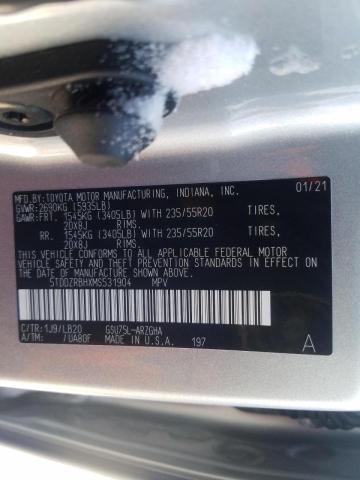 MFD.BY:TOYOTA MOTOR MANUFACTURING, INDIANA, INC. 01/21
GVWR:2690KG (5935LB)
GAWR:FRT. 1545KG (3405LB) WITH 235/55R20 TIRES,
20X8J RIMS.
RR. 1545KG (3405LB) WITH 235/55R20 TIRES,
20X8J RIMS.
THIS VEHICLE CONFORMS TO ALL APPLICABLE FEDERAL MOTOR
VEHICLE SAFETY AND THEFT PREVENTION STANDARDS IN EFFECT
ON THE DATE OF MANUFACTURE SHOWN ABOVE.
5TDDZRBHXMS531904 MPV
C/TR:1J9/LB20 GSU75L-ARZGHA
A/TM: /UA80F MADE IN U.S.A. 197 A